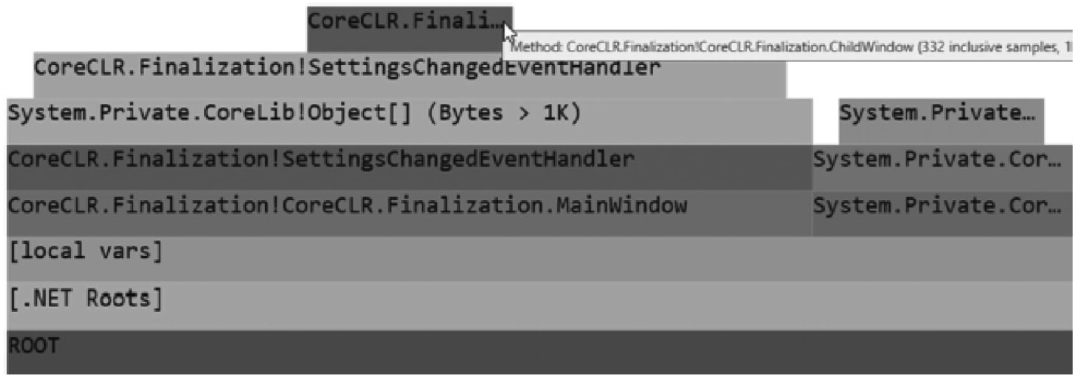 CoreCLR.Finali…
Method: CoreCLR.Finalization!CoreCLR.Finalization.ChildWindow (332 inclusive samples, 1
CoreCLR.Finalization!SettingsChangedEventHandler
System.Private.CoreLib!Object[] (Bytes > 1K) System.Private…
CoreCLR.Finalization!SettingsChangedEventHandler System.Private.Cor…
CoreCLR.Finalization!CoreCLR.Finalization.MainWindow System.Private.Cor…
[local vars]
[.NET Roots]
ROOT